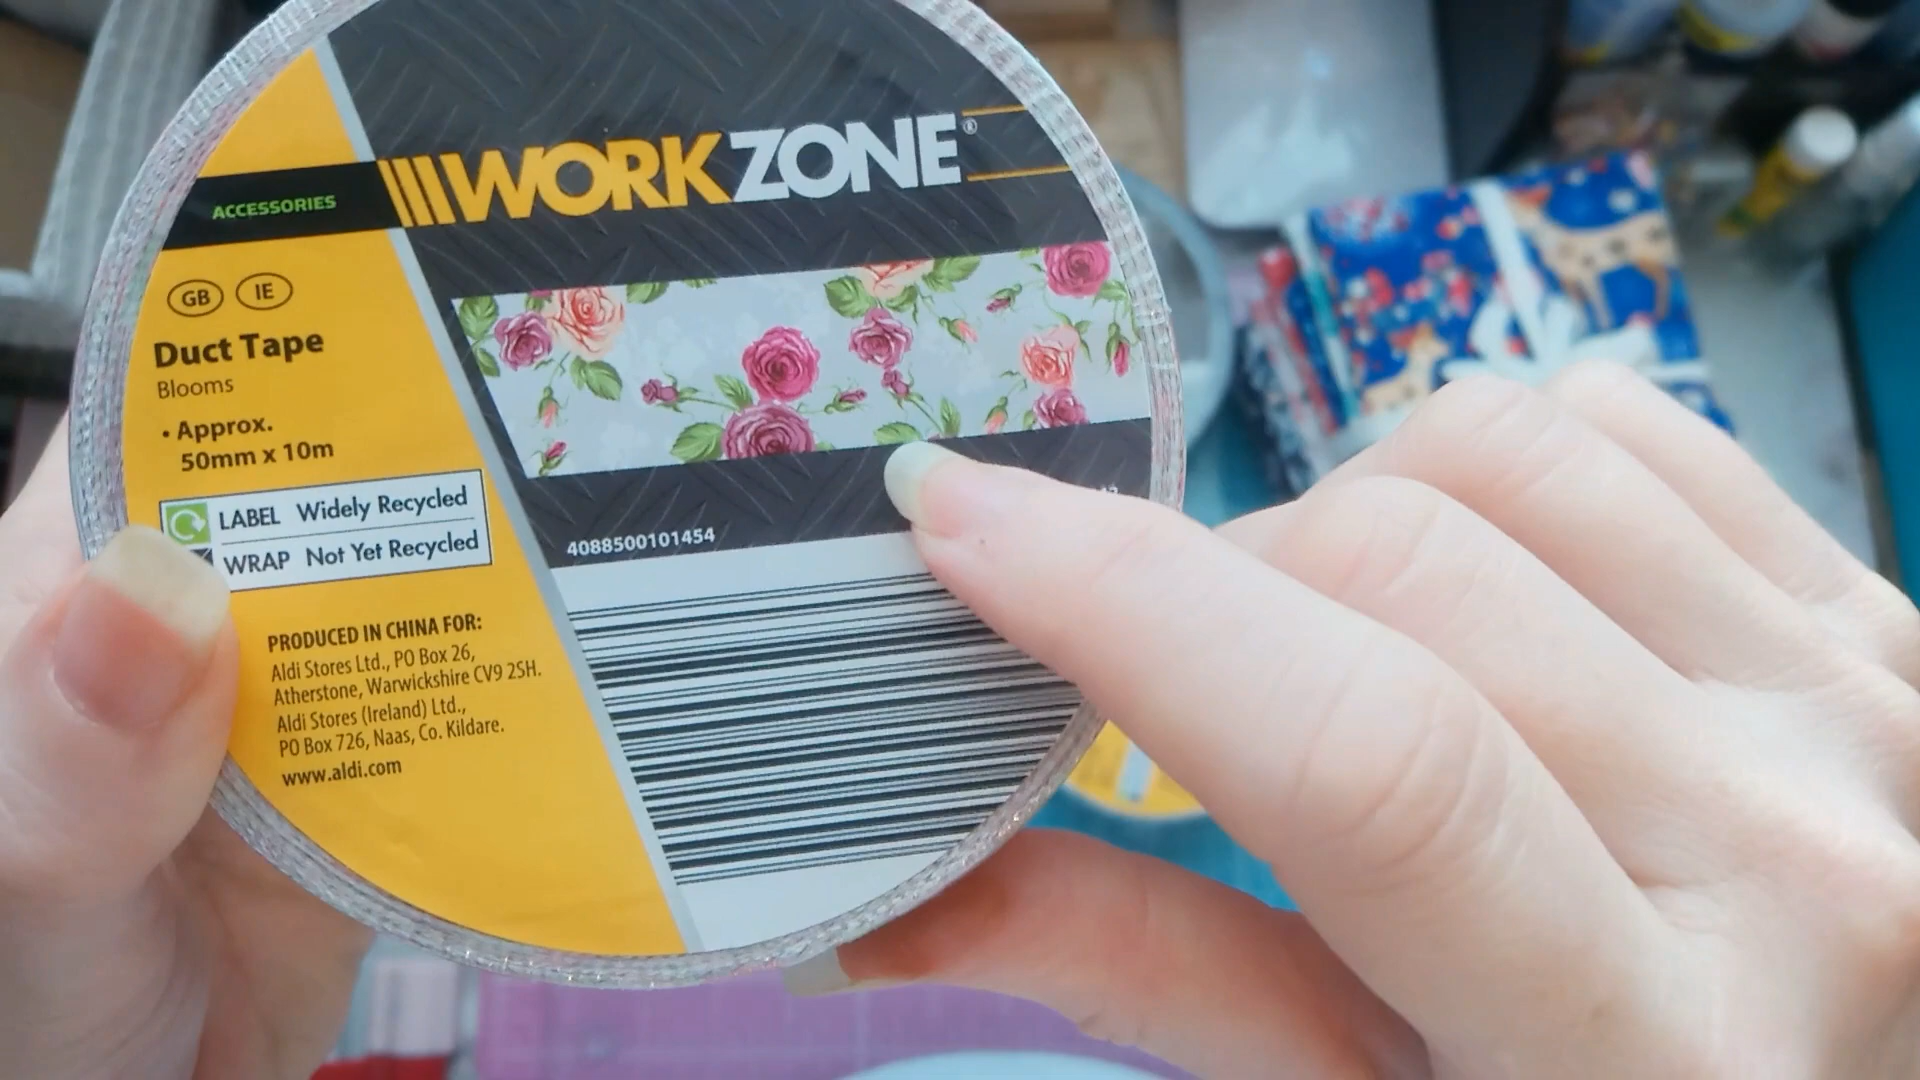 WORKZONE®
ACCESSORIES
GB IE
Duct Tape
Blooms
• Approx.
50mm x 10m
LABEL Widely Recycled
WRAP Not Yet Recycled
4088500101454
PRODUCED IN CHINA FOR:
Aldi Stores Ltd., PO Box 26,
Atherstone, Warwickshire CV9 2SH.
Aldi Stores (Ireland) Ltd.,
PO Box 726, Naas, Co. Kildare.
www.aldi.com